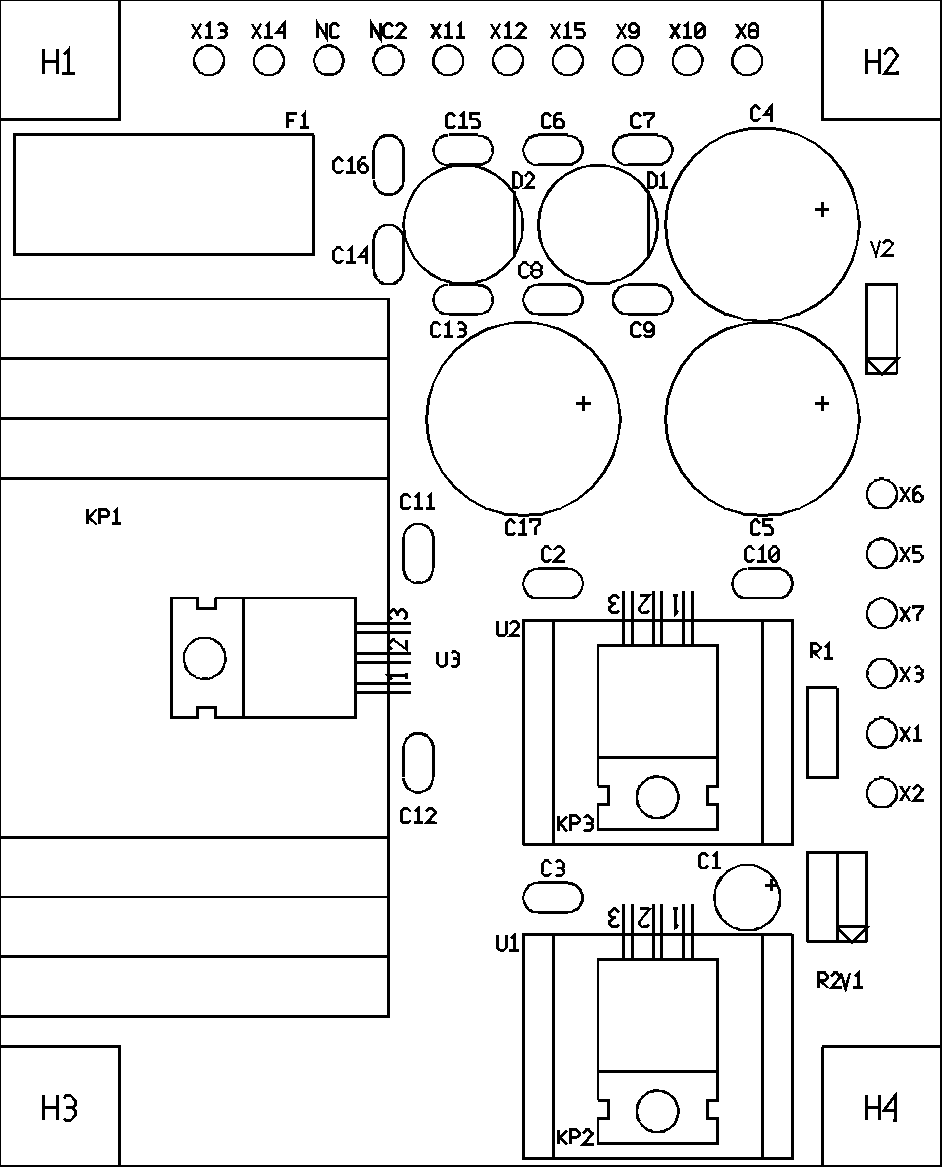 X13 X14 NC NC2 X11 X12 X15 X9 X10 X8
H1 H2
F1 C15 C6 C7 C4
C16 D2 D1
+
C14 C8 V2
C13 C9
+ +
KP1 C11 X6
C17 C5
C2 C10 X5
3 2 1
3 U2 X7
2 U3 R1
1 X3
X1
X2
C12 KP3
C3 C1
+
3 2 1
U1
R2 V1
H3 H4
KP2